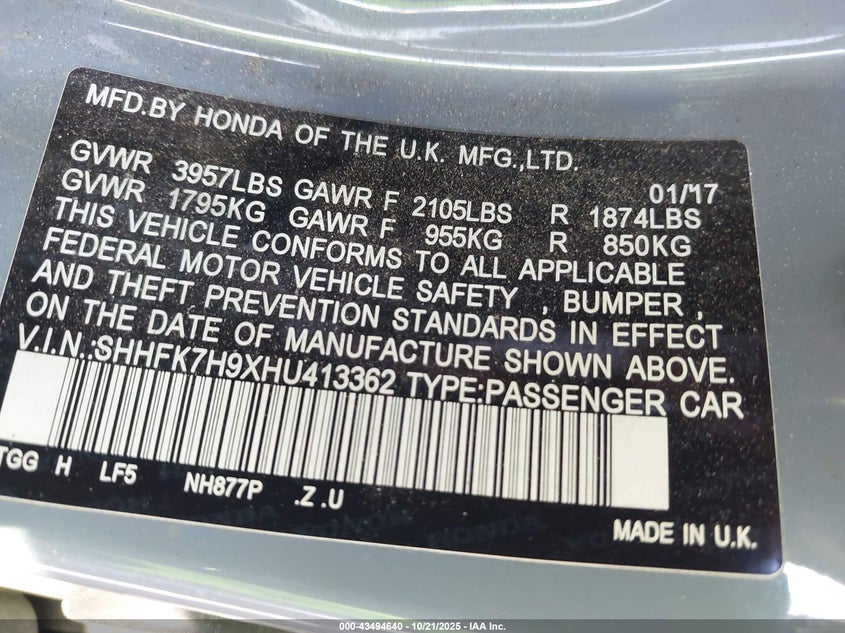 MFD.BY HONDA OF THE U.K. MFG.,LTD.
01/17
GVWR 3957LBS GAWR F 2105LBS R 1874LBS
GVWR 1795KG GAWR F 955KG R 850KG
THIS VEHICLE CONFORMS TO ALL APPLICABLE
FEDERAL MOTOR VEHICLE SAFETY , BUMPER ,
AND THEFT PREVENTION STANDARDS IN EFFECT
ON THE DATE OF MANUFACTURE SHOWN ABOVE.
V.I.N.:SHHFK7H9XHU413362 TYPE:PASSENGER CAR
TGG H LF5 NH877P .Z .U
MADE IN U.K.
HONDA
000-43494640 - 10/21/2025 - IAA Inc.